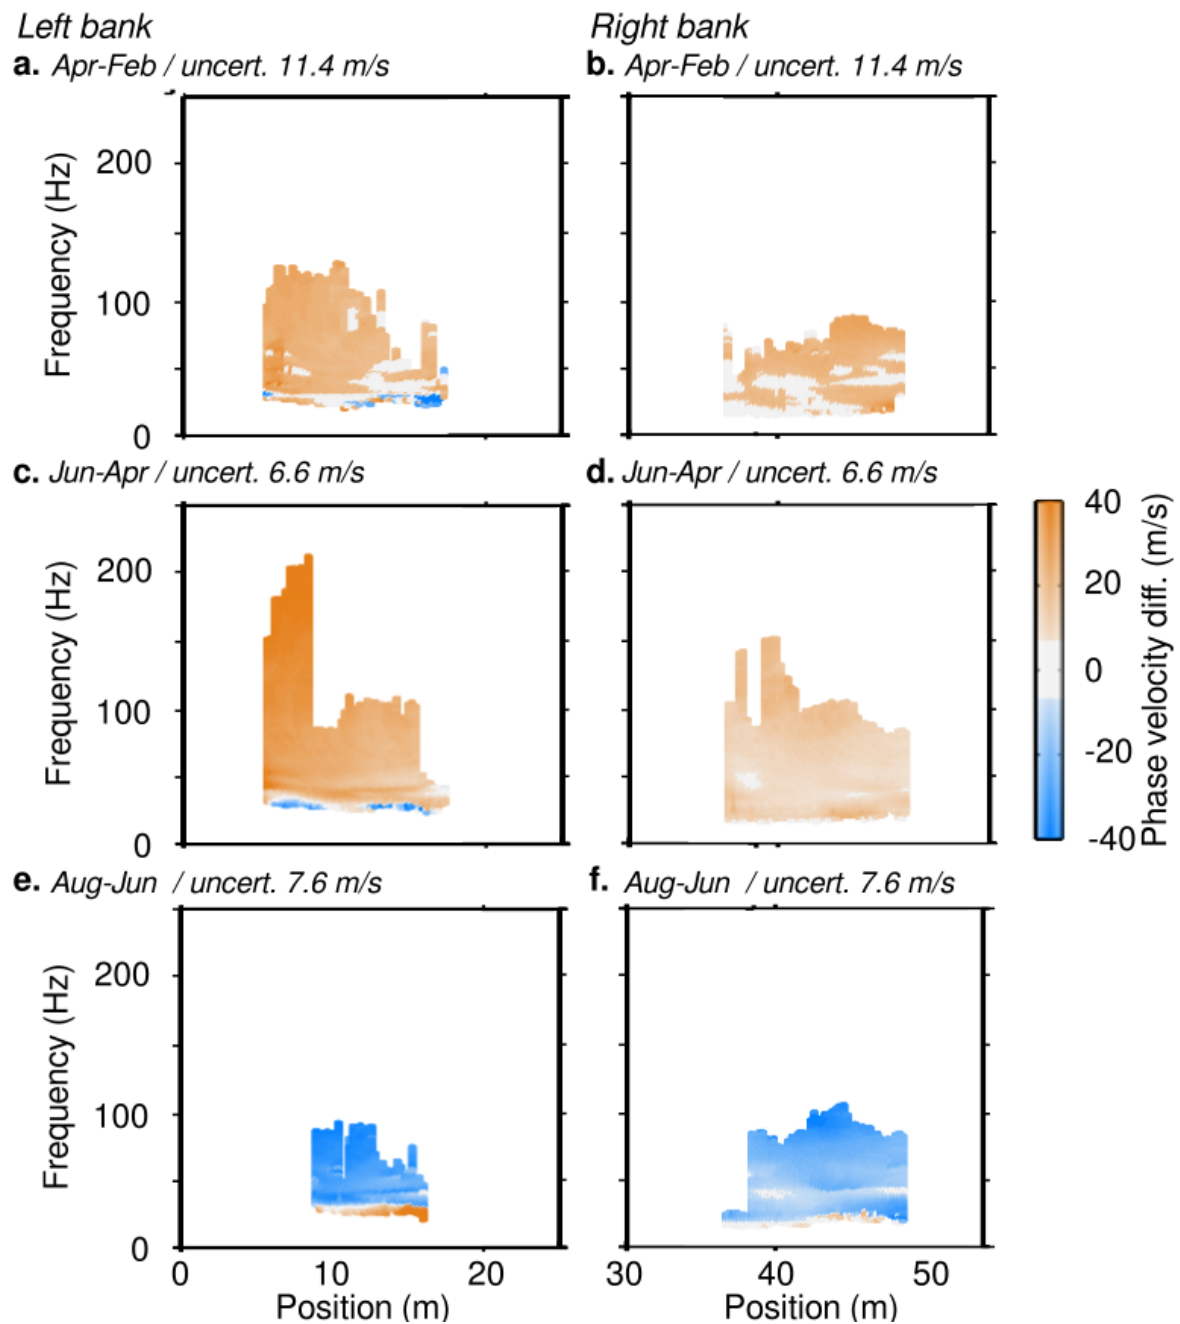 Left bank
Right bank
a. Apr-Feb / uncert. 11.4 m/s
b. Apr-Feb / uncert. 11.4 m/s
Frequency (Hz)
200
100
0
c. Jun-Apr / uncert. 6.6 m/s
d. Jun-Apr / uncert. 6.6 m/s
Frequency (Hz)
200
100
0
40
20
0
-20
-40
Phase velocity diff. (m/s)
e. Aug-Jun / uncert. 7.6 m/s
f. Aug-Jun / uncert. 7.6 m/s
Frequency (Hz)
200
100
0
0 10 20
30 40 50
Position (m)
Position (m)